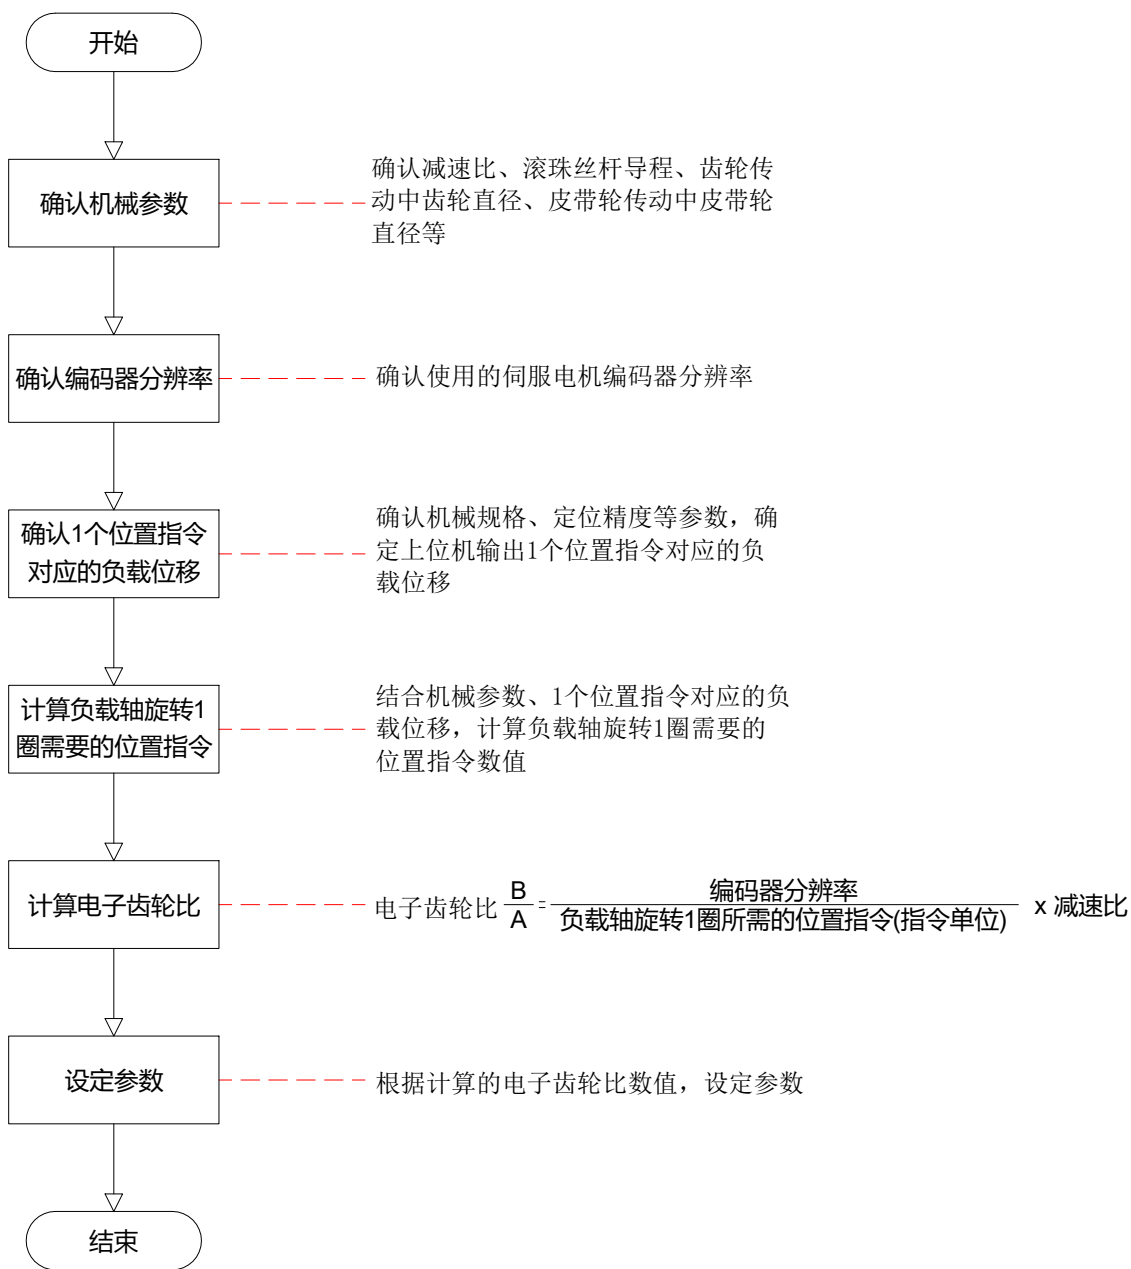 开始
确认机械参数
确认减速比、滚珠丝杆导程、齿轮传
动中齿轮直径、皮带轮传动中皮带轮
直径等
确认编码器分辨率
确认使用的伺服电机编码器分辨率
确认1个位置指令
对应的负载位移
确认机械规格、定位精度等参数，确
定上位机输出1个位置指令对应的负
载位移
计算负载轴旋转1
圈需要的位置指令
结合机械参数、1个位置指令对应的负
载位移，计算负载轴旋转1圈需要的
位置指令数值
计算电子齿轮比
电子齿轮比 B/A = 编码器分辨率/负载轴旋转1圈所需的位置指令(指令单位) x 减速比
设定参数
根据计算的电子齿轮比数值，设定参数
结束